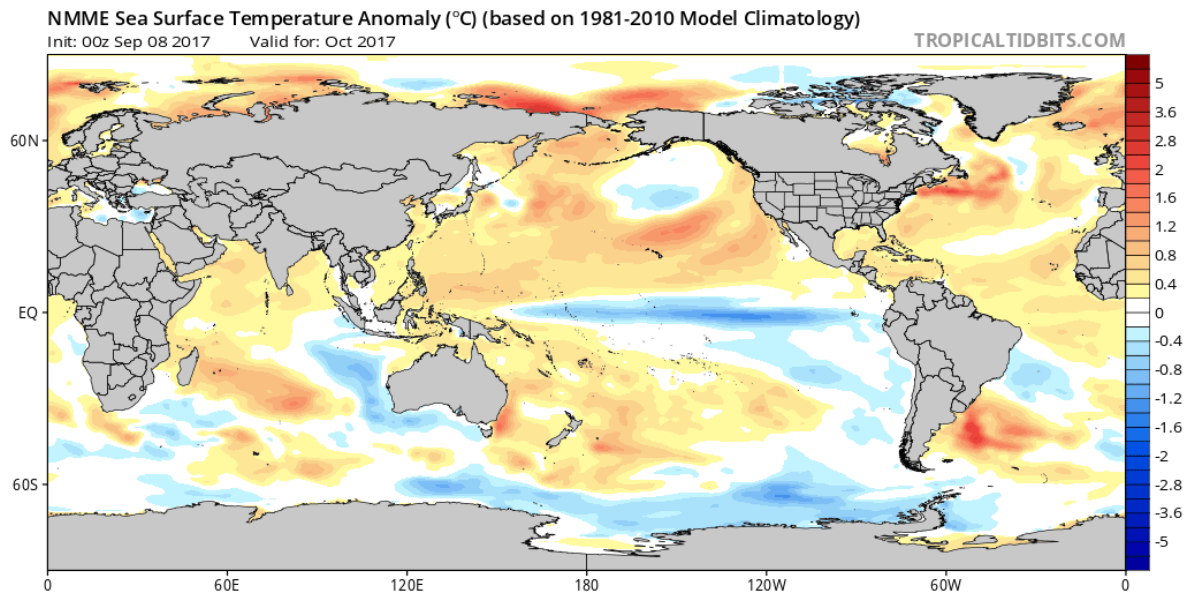 NMME Sea Surface Temperature Anomaly (°C) (based on 1981-2010 Model Climatology)
Init: 00z Sep 08 2017 Valid for: Oct 2017
TROPICALTIDBITS.COM
60N
EQ
60S
0
60E
120E
180
120W
60W
0
5
3.6
2.8
2
1.6
1.2
0.8
0.4
0
-0.4
-0.8
-1.2
-1.6
-2
-2.8
-3.6
-5